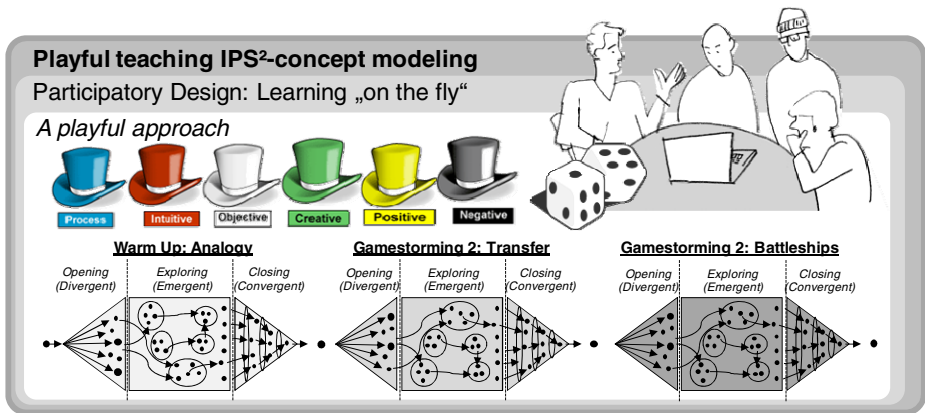 Playful teaching IPS²-concept modeling
Participatory Design: Learning „on the fly“
A playful approach
Process
Intuitive
Objective
Creative
Positive
Negative
Warm Up: Analogy
Gamestorming 2: Transfer
Gamestorming 2: Battleships
Opening
(Divergent)
Exploring
(Emergent)
Closing
(Convergent)
Opening
(Divergent)
Exploring
(Emergent)
Closing
(Convergent)
Opening
(Divergent)
Exploring
(Emergent)
Closing
(Convergent)